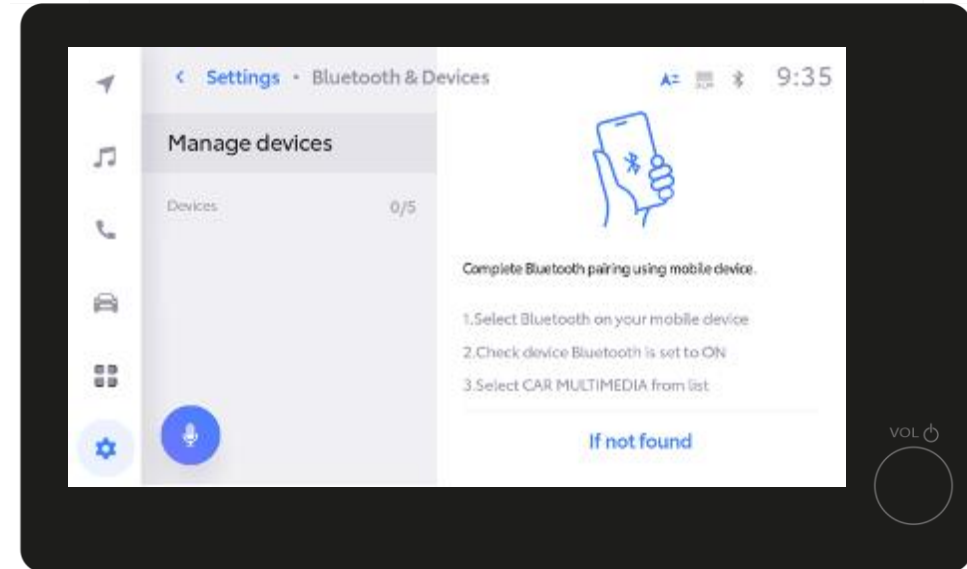 Settings • Bluetooth & Devices
A
9:35
Manage devices
Devices 0/5
Complete Bluetooth pairing using mobile device.
1.Select Bluetooth on your mobile device
2.Check device Bluetooth is set to ON
3.Select CAR MULTIMEDIA from list
If not found
VOL